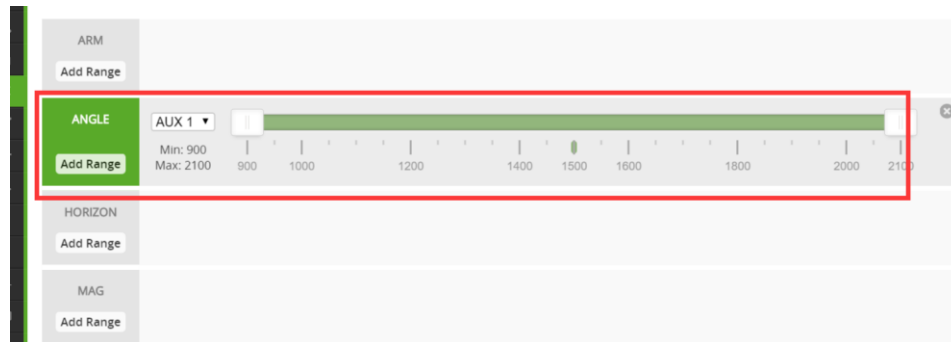 ARM
Add Range
ANGLE
AUX 1
Min: 900
Max: 2100
Add Range
900 1000 1200 1400 1500 1600 1800 2000 2100
HORIZON
Add Range
MAG
Add Range